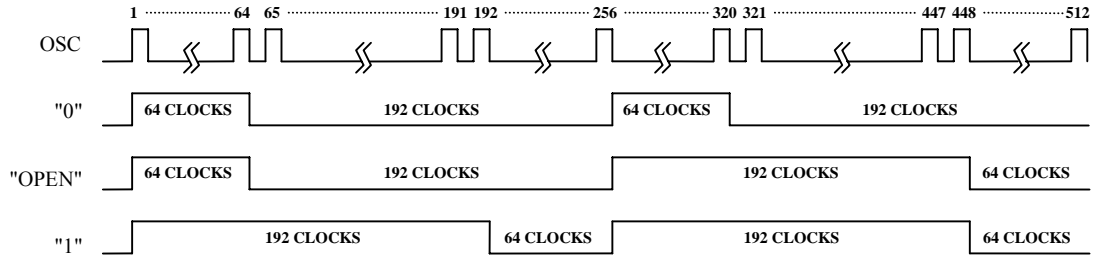 1 64 65 191 192 256 320 321 447 448 512
OSC
"0" 64 CLOCKS 192 CLOCKS 64 CLOCKS 192 CLOCKS
"OPEN" 64 CLOCKS 192 CLOCKS 192 CLOCKS 64 CLOCKS
"1" 192 CLOCKS 64 CLOCKS 192 CLOCKS 64 CLOCKS